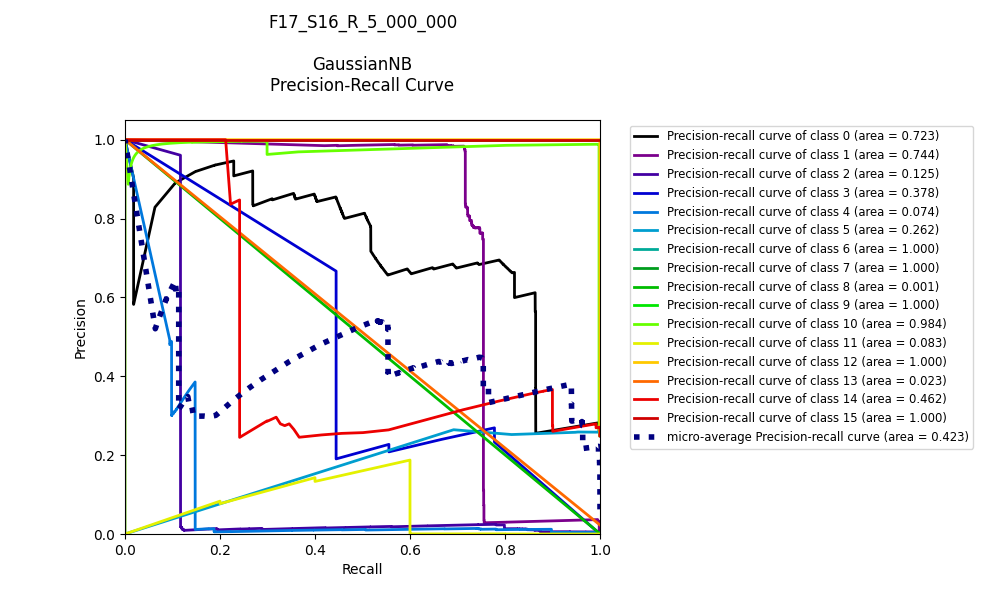 F17_S16_R_5_000_000
GaussianNB
Precision-Recall Curve
Precision
1.0
0.8
0.6
0.4
0.2
0.0
0.0 0.2 0.4 0.6 0.8 1.0
Recall
Precision-recall curve of class 0 (area = 0.723)
Precision-recall curve of class 1 (area = 0.744)
Precision-recall curve of class 2 (area = 0.125)
Precision-recall curve of class 3 (area = 0.378)
Precision-recall curve of class 4 (area = 0.074)
Precision-recall curve of class 5 (area = 0.262)
Precision-recall curve of class 6 (area = 1.000)
Precision-recall curve of class 7 (area = 1.000)
Precision-recall curve of class 8 (area = 0.001)
Precision-recall curve of class 9 (area = 1.000)
Precision-recall curve of class 10 (area = 0.984)
Precision-recall curve of class 11 (area = 0.083)
Precision-recall curve of class 12 (area = 1.000)
Precision-recall curve of class 13 (area = 0.023)
Precision-recall curve of class 14 (area = 0.462)
Precision-recall curve of class 15 (area = 1.000)
micro-average Precision-recall curve (area = 0.423)